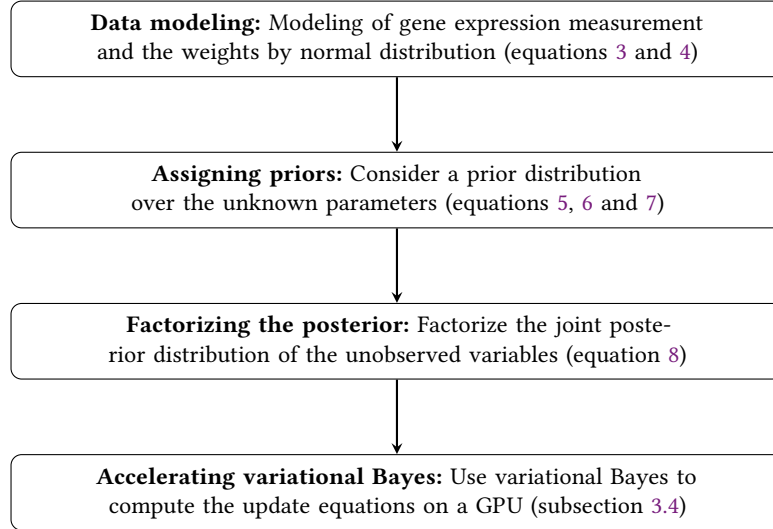 Data modeling: Modeling of gene expression measurement
and the weights by normal distribution (equations 3 and 4)
Assigning priors: Consider a prior distribution
over the unknown parameters (equations 5, 6 and 7)
Factorizing the posterior: Factorize the joint poste-
rior distribution of the unobserved variables (equation 8)
Accelerating variational Bayes: Use variational Bayes to
compute the update equations on a GPU (subsection 3.4)